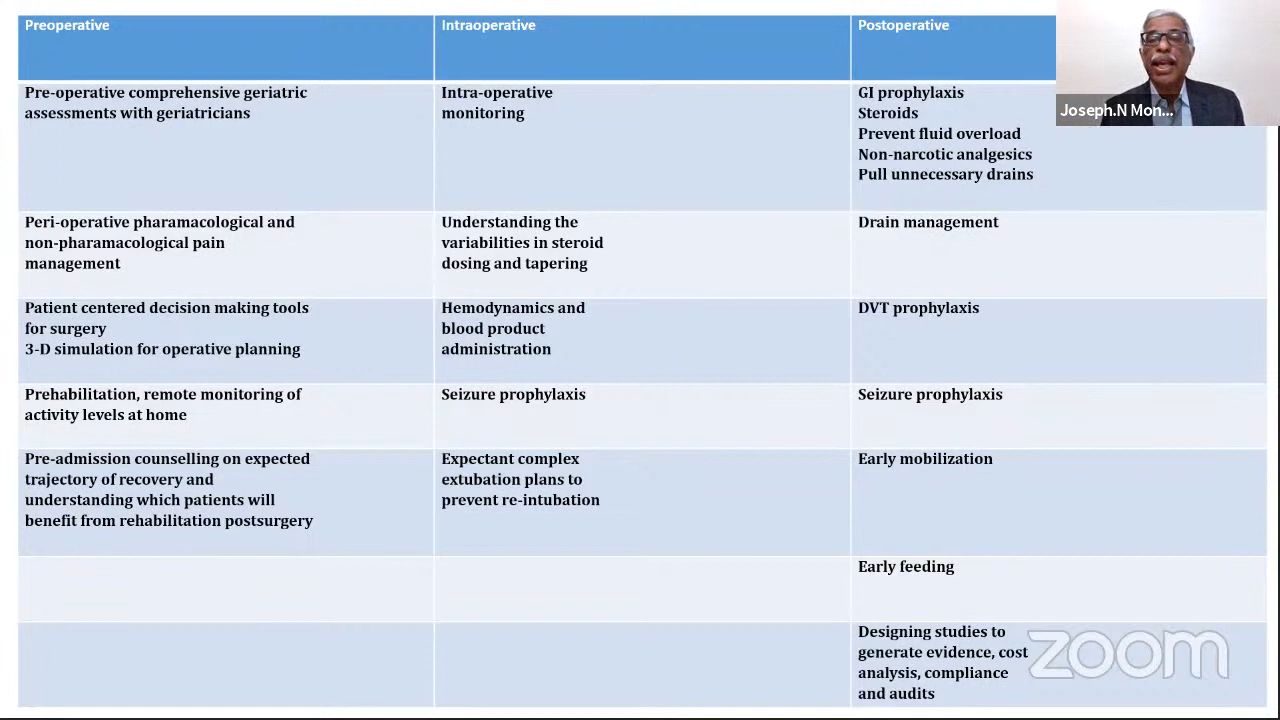 Preoperative
Intraoperative
Postoperative
Pre-operative comprehensive geriatric
assessments with geriatricians
Intra-operative
monitoring
GI prophylaxis
Steroids
Prevent fluid overload
Non-narcotic analgesics
Pull unnecessary drains
Joseph.N Mon...
Peri-operative pharamacological and
non-pharamacological pain
management
Understanding the
variabilities in steroid
dosing and tapering
Drain management
Patient centered decision making tools
for surgery
3-D simulation for operative planning
Hemodynamics and
blood product
administration
DVT prophylaxis
Prehabilitation, remote monitoring of
activity levels at home
Seizure prophylaxis
Seizure prophylaxis
Pre-admission counselling on expected
trajectory of recovery and
understanding which patients will
benefit from rehabilitation postsurgery
Expectant complex
extubation plans to
prevent re-intubation
Early mobilization
Early feeding
Designing studies to
generate evidence, cost
analysis, compliance
and audits
zoom